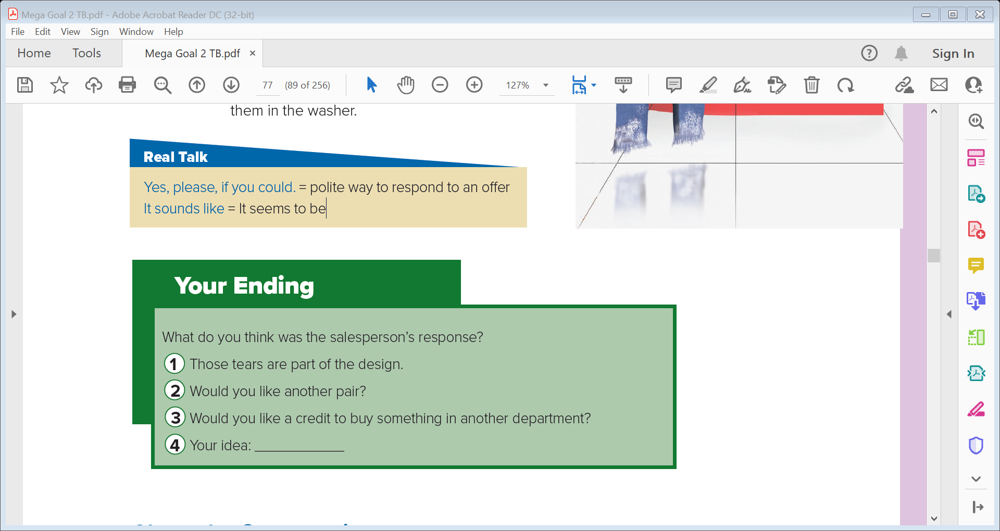 Mega Goal 2 TB.pdf - Adobe Acrobat Reader DC (32-bit)
File Edit View Sign Window Help
Home Tools Mega Goal 2 TB.pdf × Sign In
77 (89 of 256) 127%
them in the washer.
Real Talk
Yes, please, if you could. = polite way to respond to an offer
It sounds like = It seems to be
Your Ending
What do you think was the salesperson’s response?
1 Those tears are part of the design.
2 Would you like another pair?
3 Would you like a credit to buy something in another department?
4 Your idea: ____________